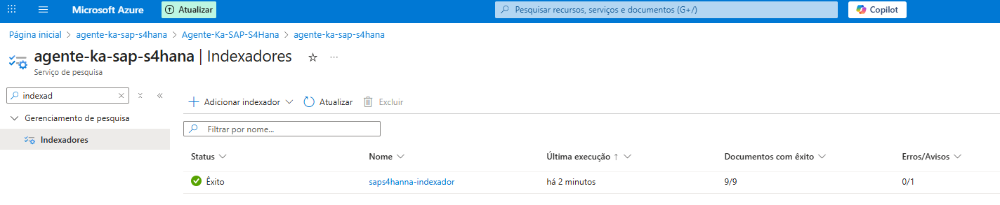 Microsoft Azure
Atualizar
Pesquisar recursos, serviços e documentos (G+/)
Copilot
Página inicial > agente-ka-sap-s4hana > Agente-Ka-SAP-S4Hana > agente-ka-sap-s4hana
agente-ka-sap-s4hana | Indexadores
Serviço de pesquisa
indexad
Adicionar indexador
Atualizar
Excluir
Gerenciamento de pesquisa
Indexadores
Filtrar por nome...
Status Nome Última execução ↑ Documentos com êxito Erros/Avisos
Êxito saps4hanna-indexador há 2 minutos 9/9 0/1